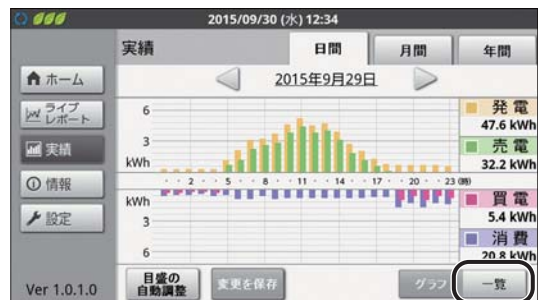 2015/09/30 (水) 12:34
実績
日間
月間
年間
ホーム
ライブ
レポート
実績
情報
設定
2015年9月29日
6
3
kWh
2 5 8 11 14 17 20 23 (時)
kWh
3
6
発電
47.6 kWh
売電
32.2 kWh
買電
5.4 kWh
消費
20.8 kWh
目盛の
自動調整
変更を保存
グラフ
一覧
Ver 1.0.1.0